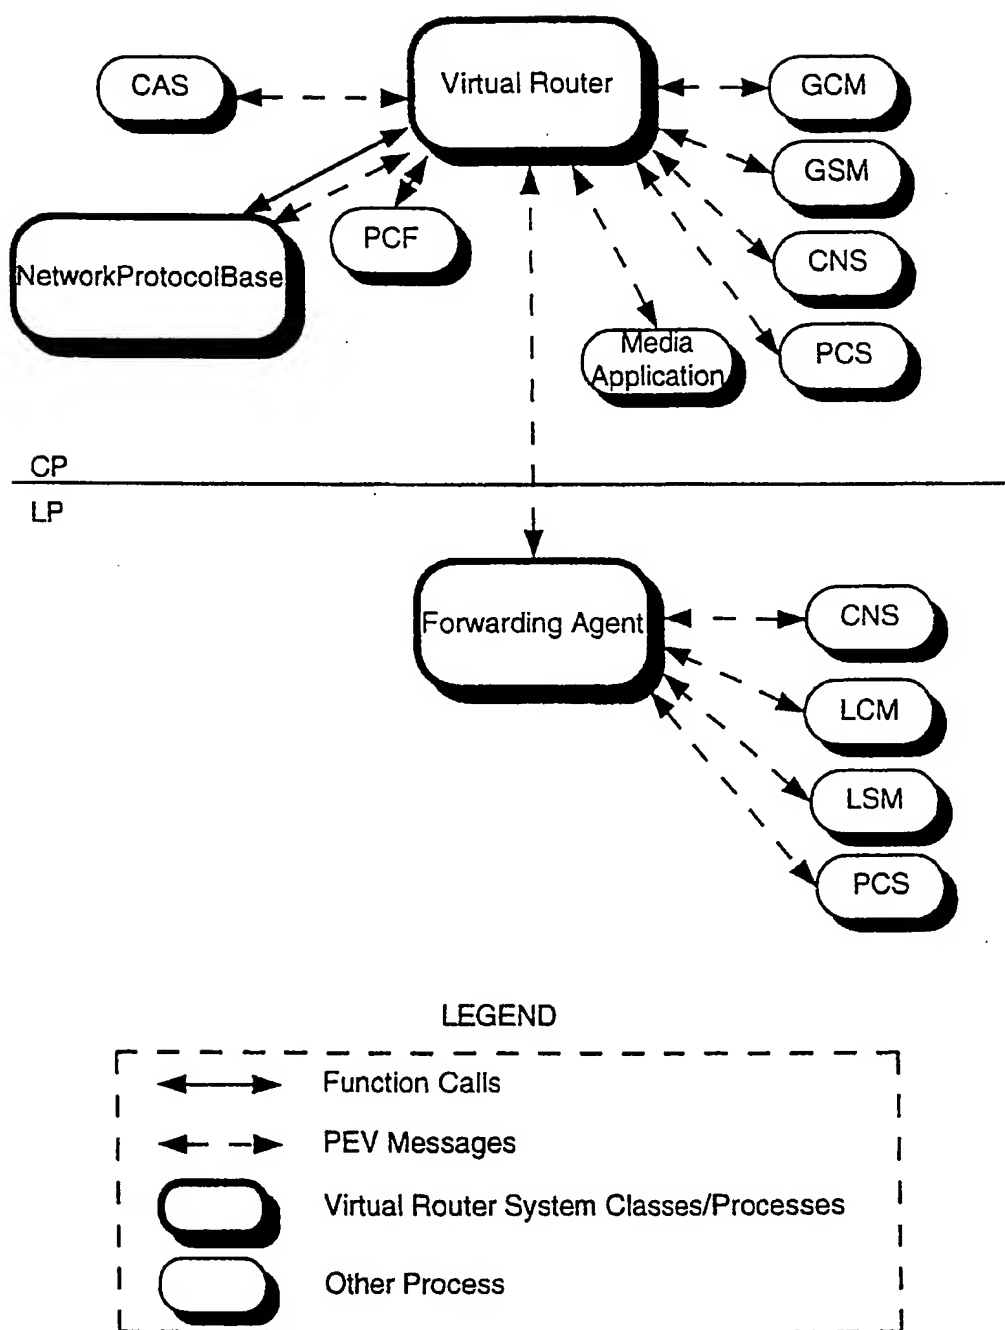 CAS
Virtual Router
GCM
GSM
PCF
CNS
NetworkProtocolBase
Media
Application
PCS
CP
LP
Forwarding Agent
CNS
LCM
LSM
PCS
LEGEND
Function Calls
PEV Messages
Virtual Router System Classes/Processes
Other Process